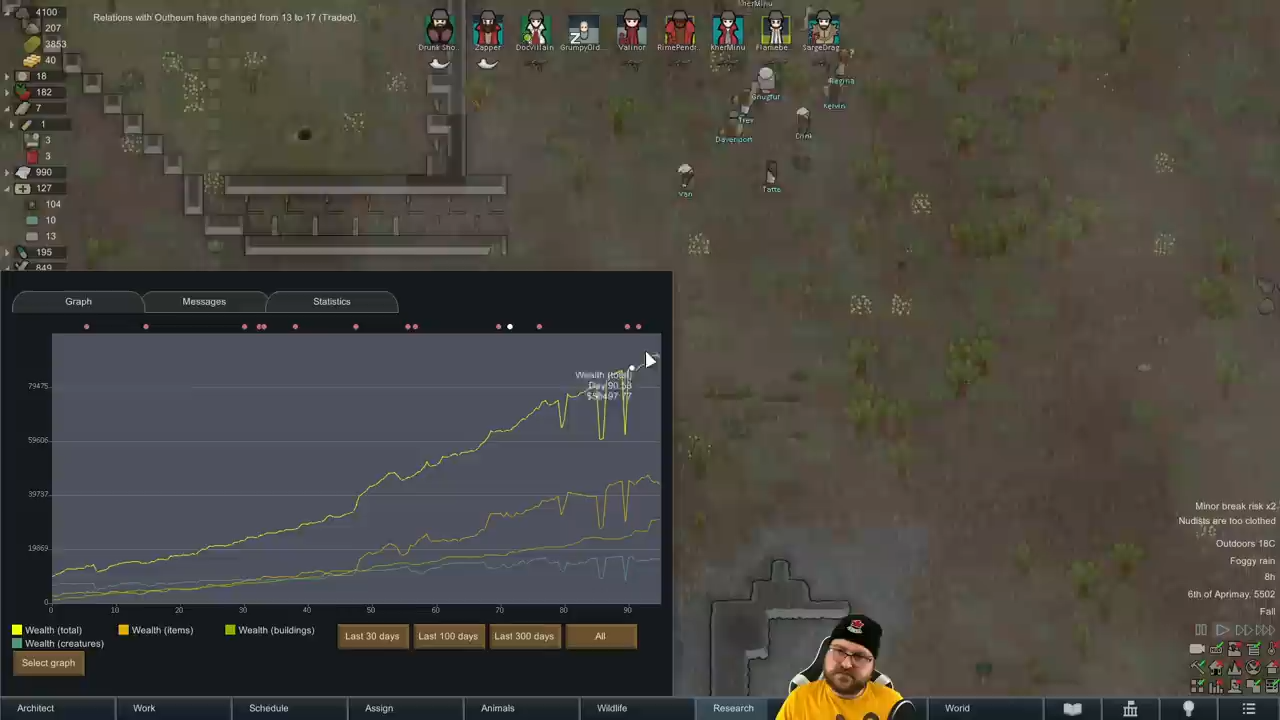 KherMinu
Relations with Outheum have changed from 13 to 17 (Traded).
4100
207
3853
40
18
182
7
1
3
3
990
127
104
10
13
195
849
Drunk Sho...
Zapper
DocVillain
GrumpyOld...
Valinor
RimePendr...
KherMinu
Flamebe...
SargeDrag
Regina
Gnugfur
Kelvin
Trev
Crink
Davenport
Van
Tatte
Graph
Messages
Statistics
79475
59606
39737
19869
0
Wealth (total)
Day 90.53
0
10
20
30
40
50
60
70
80
90
Wealth (total)
Wealth (items)
Wealth (buildings)
Wealth (creatures)
Last 30 days
Last 100 days
Last 300 days
All
Select graph
Minor break risk x2
Nudists are too clothed
Outdoors 18C
Foggy rain
8h
6th of Aprimay, 5502
Fall
Architect
Work
Schedule
Assign
Animals
Wildlife
Research
World